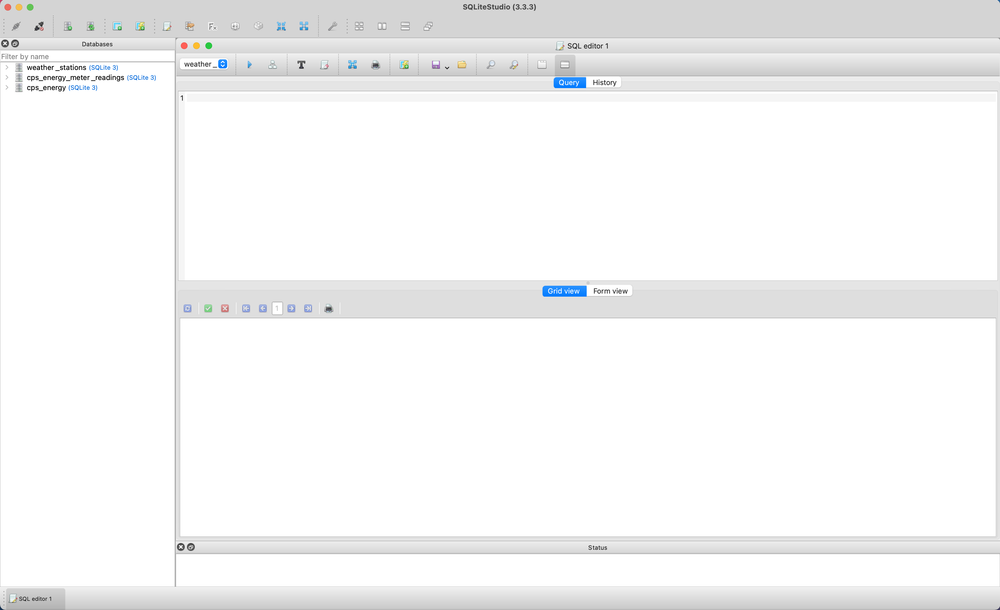 SQLiteStudio (3.3.3)
Databases
Filter by name
weather_stations (SQLite 3)
cps_energy_meter_readings (SQLite 3)
cps_energy (SQLite 3)
SQL editor 1
weather_
Query History
1
Grid view Form view
1
Status
SQL editor 1